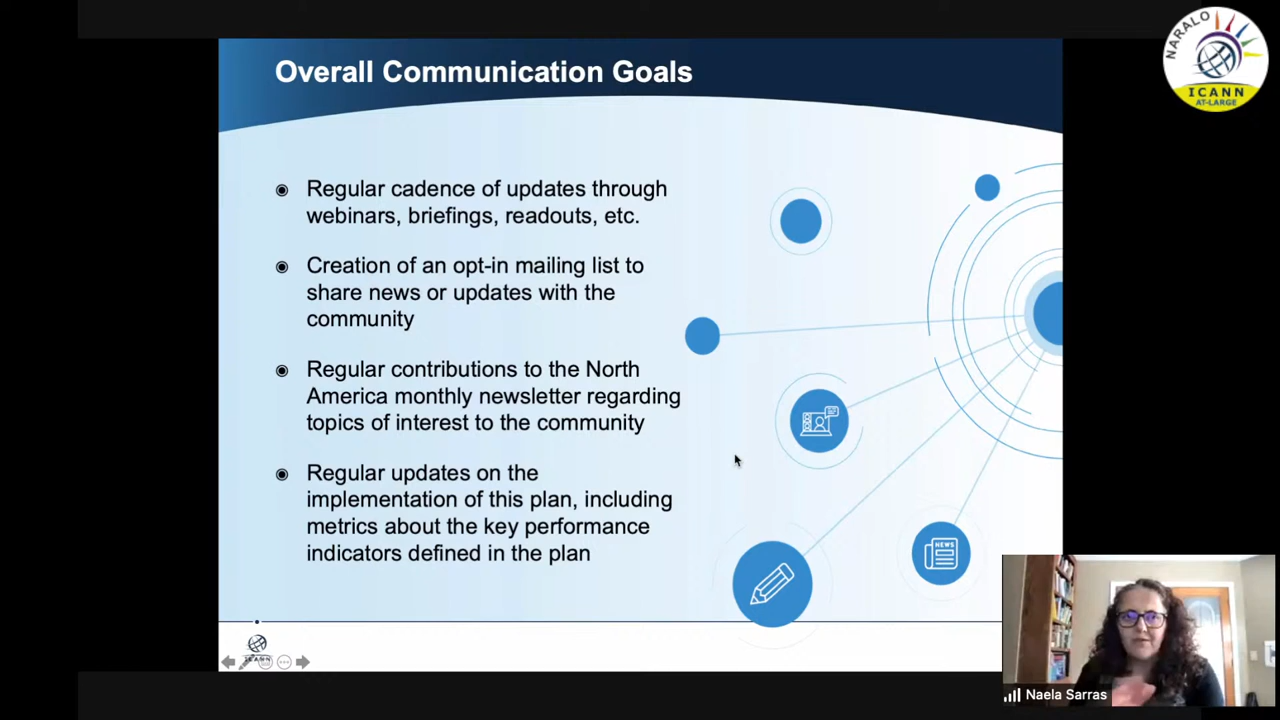 Overall Communication Goals
Regular cadence of updates through
webinars, briefings, readouts, etc.
Creation of an opt-in mailing list to
share news or updates with the
community
Regular contributions to the North
America monthly newsletter regarding
topics of interest to the community
Regular updates on the
implementation of this plan, including
metrics about the key performance
indicators defined in the plan
NEWS
ICANN
NARALO
ICANN
AT-LARGE
Naela Sarras